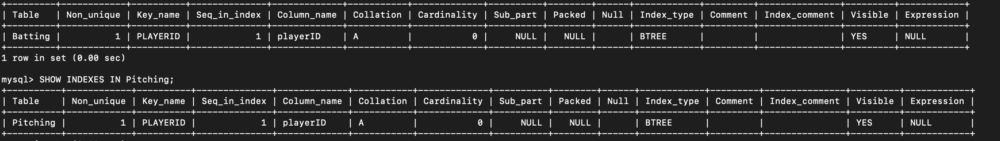 +---------+------------+----------+--------------+-------------+-----------+-------------+----------+--------+------+------------+---------+---------------+---------+------------+
| Table   | Non_unique | Key_name | Seq_in_index | Column_name | Collation | Cardinality | Sub_part | Packed | Null | Index_type | Comment | Index_comment | Visible | Expression |
+---------+------------+----------+--------------+-------------+-----------+-------------+----------+--------+------+------------+---------+---------------+---------+------------+
| Batting |          1 | PLAYERID |            1 | playerID    | A         |           0 |     NULL |   NULL |      | BTREE      |         |               | YES     | NULL       |
+---------+------------+----------+--------------+-------------+-----------+-------------+----------+--------+------+------------+---------+---------------+---------+------------+
1 row in set (0.00 sec)
mysql> SHOW INDEXES IN Pitching;
+----------+------------+----------+--------------+-------------+-----------+-------------+----------+--------+------+------------+---------+---------------+---------+------------+
| Table    | Non_unique | Key_name | Seq_in_index | Column_name | Collation | Cardinality | Sub_part | Packed | Null | Index_type | Comment | Index_comment | Visible | Expression |
+----------+------------+----------+--------------+-------------+-----------+-------------+----------+--------+------+------------+---------+---------------+---------+------------+
| Pitching |          1 | PLAYERID |            1 | playerID    | A         |           0 |     NULL |   NULL |      | BTREE      |         |               | YES     | NULL       |
+----------+------------+----------+--------------+-------------+-----------+-------------+----------+--------+------+------------+---------+---------------+---------+------------+